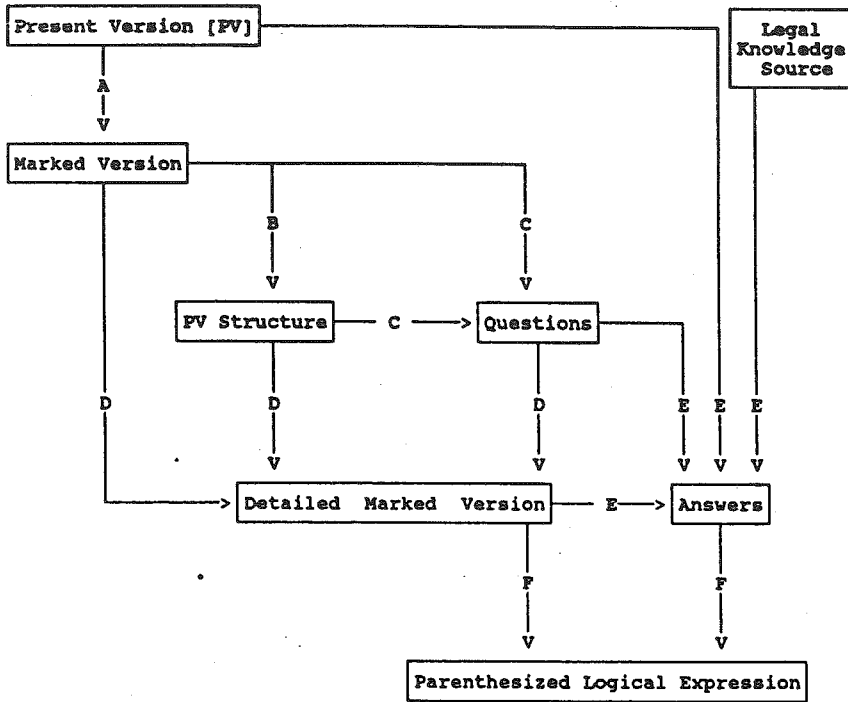 Present Version [PV]
Legal
Knowledge
Source
A
V
Marked Version
B
C
V
V
PV Structure
C
>
Questions
D
D
D
E
E
E
V
V
V
V
V
>
Detailed Marked Version
E
>
Answers
F
F
V
V
Parenthesized Logical Expression